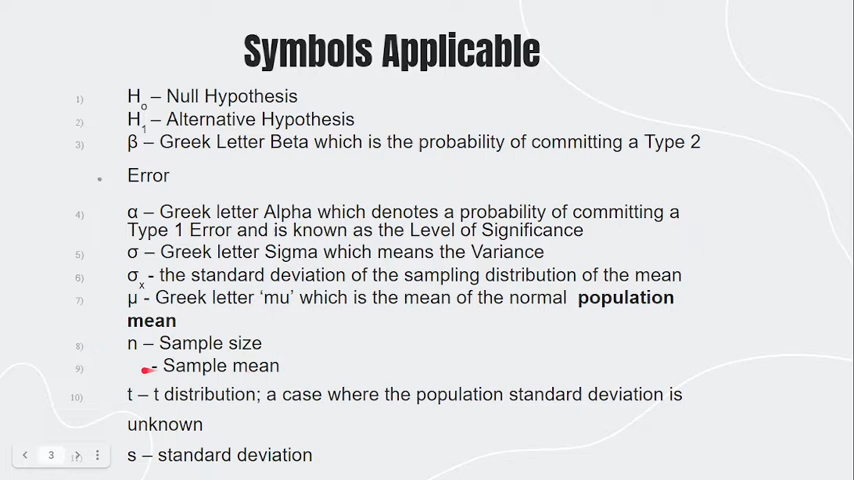 Symbols Applicable
1) Ho – Null Hypothesis
2) H1 – Alternative Hypothesis
3) β – Greek Letter Beta which is the probability of committing a Type 2
• Error
4) α – Greek letter Alpha which denotes a probability of committing a
Type 1 Error and is known as the Level of Significance
5) σ – Greek letter Sigma which means the Variance
6) σx - the standard deviation of the sampling distribution of the mean
7) μ - Greek letter ‘mu’ which is the mean of the normal population
mean
8) n – Sample size
9) - Sample mean
10) t – t distribution; a case where the population standard deviation is
unknown
s – standard deviation
3